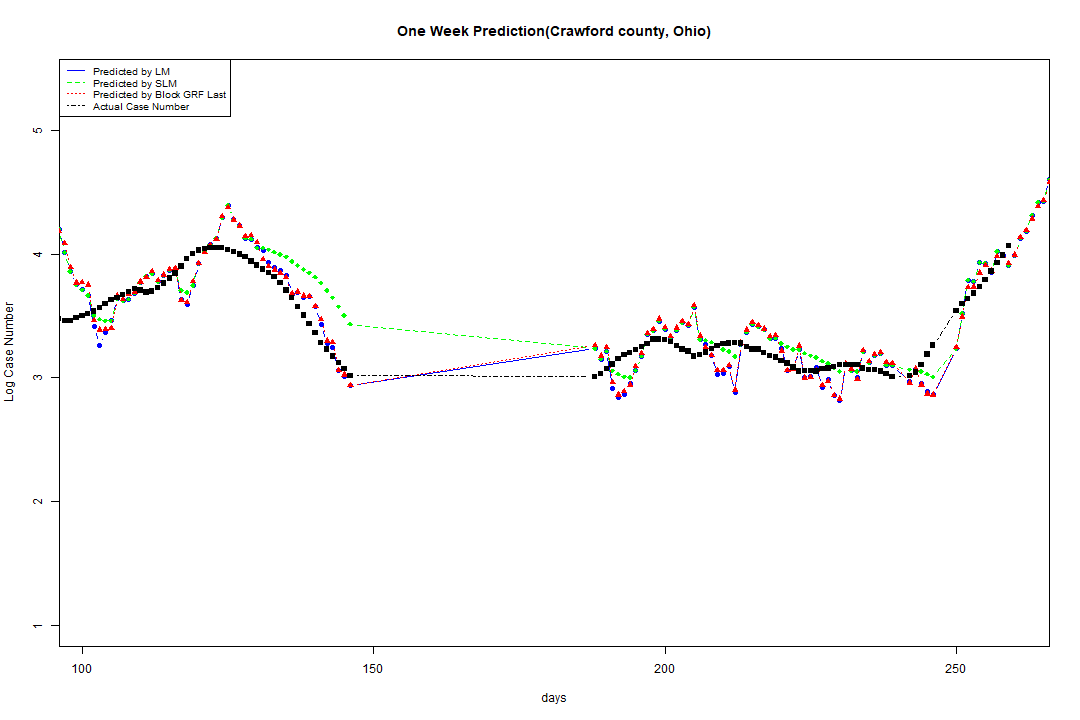 One Week Prediction(Crawford county, Ohio)
Predicted by LM
Predicted by SLM
Predicted by Block GRF Last
Actual Case Number
5
4
3
2
1
Log Case Number
100 150 200 250
days